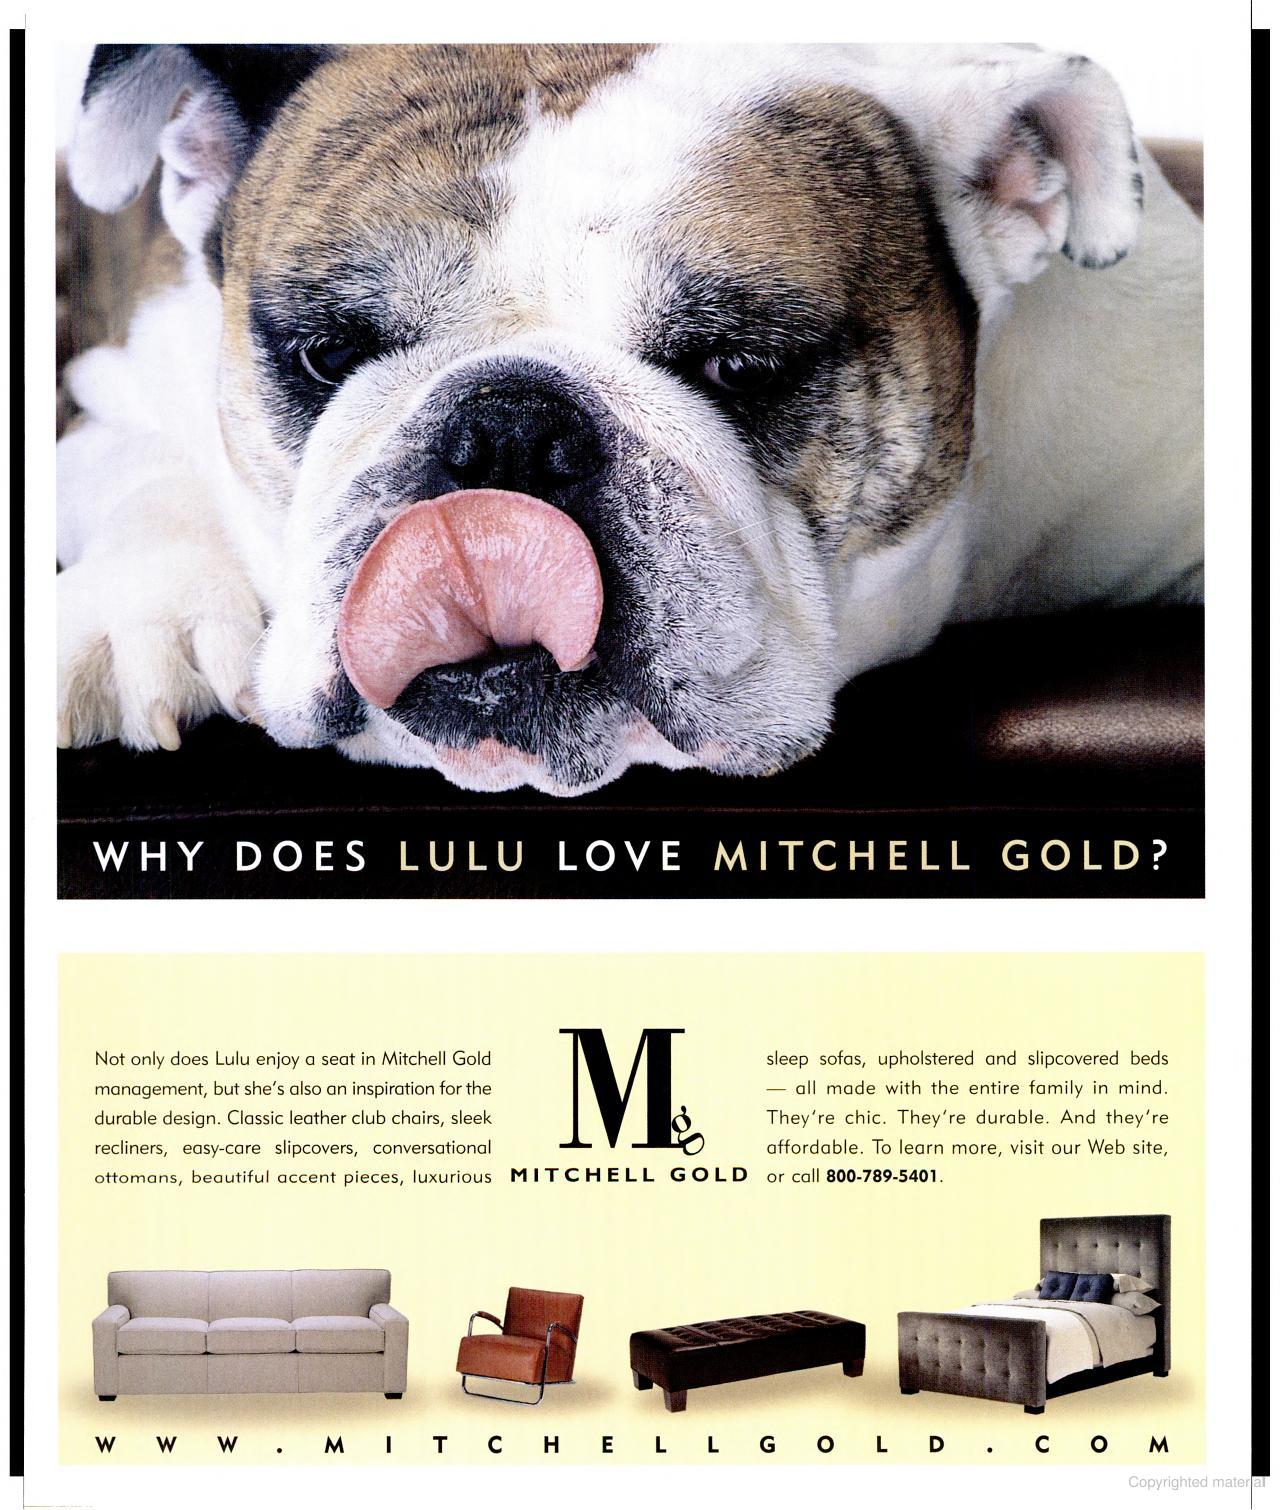 WHY DOES LULU LOVE MITCHELL GOLD?
Not only does Lulu enjoy a seat in Mitchell Gold
management, but she's also an inspiration for the
durable design. Classic leather club chairs, sleek
recliners, easy-care slipcovers, conversational
ottomans, beautiful accent pieces, luxurious
Mg
MITCHELL GOLD
sleep sofas, upholstered and slipcovered beds
— all made with the entire family in mind.
They're chic. They're durable. And they're
affordable. To learn more, visit our Web site,
or call 800-789-5401.
WWW.MITCHELLGOLD.COM
Copyrighted material